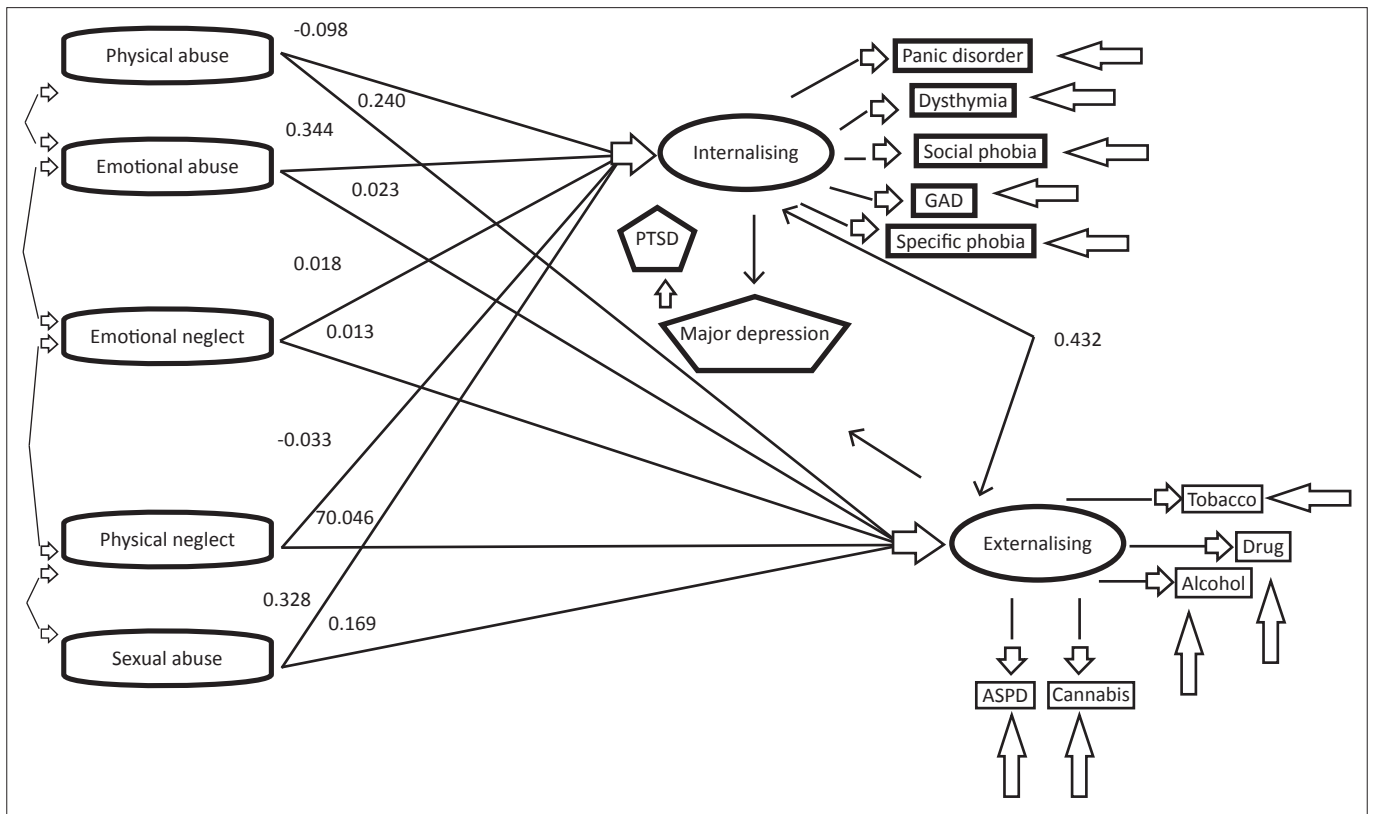 -0.098
Physical abuse
0.240
0.344
Emotional abuse
0.023
0.018
Emotional neglect
0.013
-0.033
Physical neglect
70.046
0.328
0.169
Sexual abuse
Internalising
Panic disorder
Dysthymia
Social phobia
GAD
Specific phobia
PTSD
Major depression
0.432
Externalising
Tobacco
Drug
Alcohol
ASPD
Cannabis